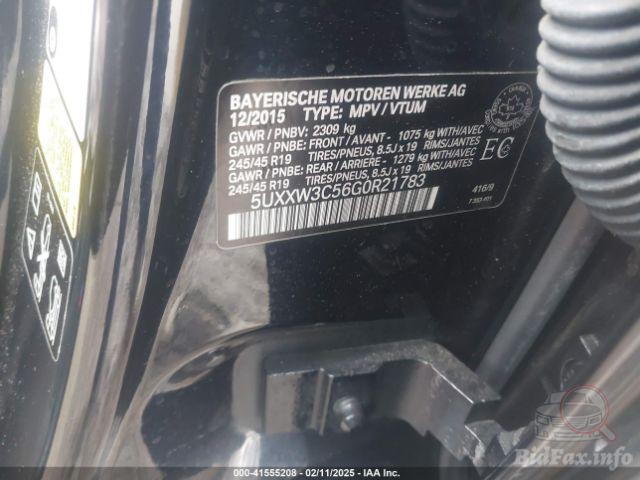 BAYERISCHE MOTOREN WERKE AG
12/2015 TYPE: MPV / VTUM
GVWR / PNBV: 2309 kg
GAWR / PNBE: FRONT / AVANT - 1075 kg WITH/AVEC
245/45 R19 TIRES/PNEUS, 8.5J x 19 RIMS/JANTES
GAWR / PNBE: REAR / ARRIERE - 1279 kg WITH/AVEC
245/45 R19 TIRES/PNEUS, 8.5J x 19 RIMS/JANTES
EC
5UXXW3C56G0R21783
416/9
000-41555208 - 02/11/2025 - IAA Inc.
BidFax.info